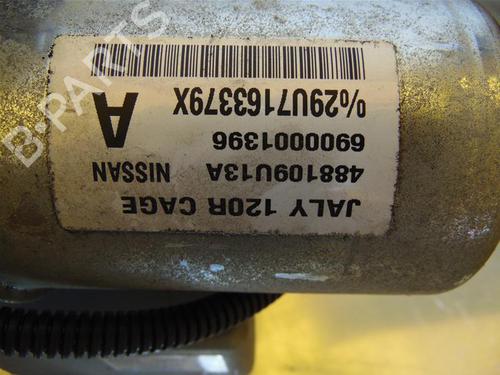 JALY 120R CAGE
488109U13A NISSAN
6900001396
A
%29U7163379X
B-PARTS